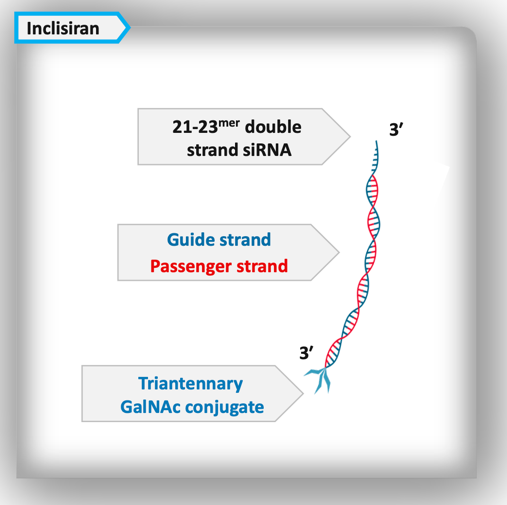 Inclisiran
21-23mer double
strand siRNA
3′
Guide strand
Passenger strand
3′
Triantennary
GalNAc conjugate